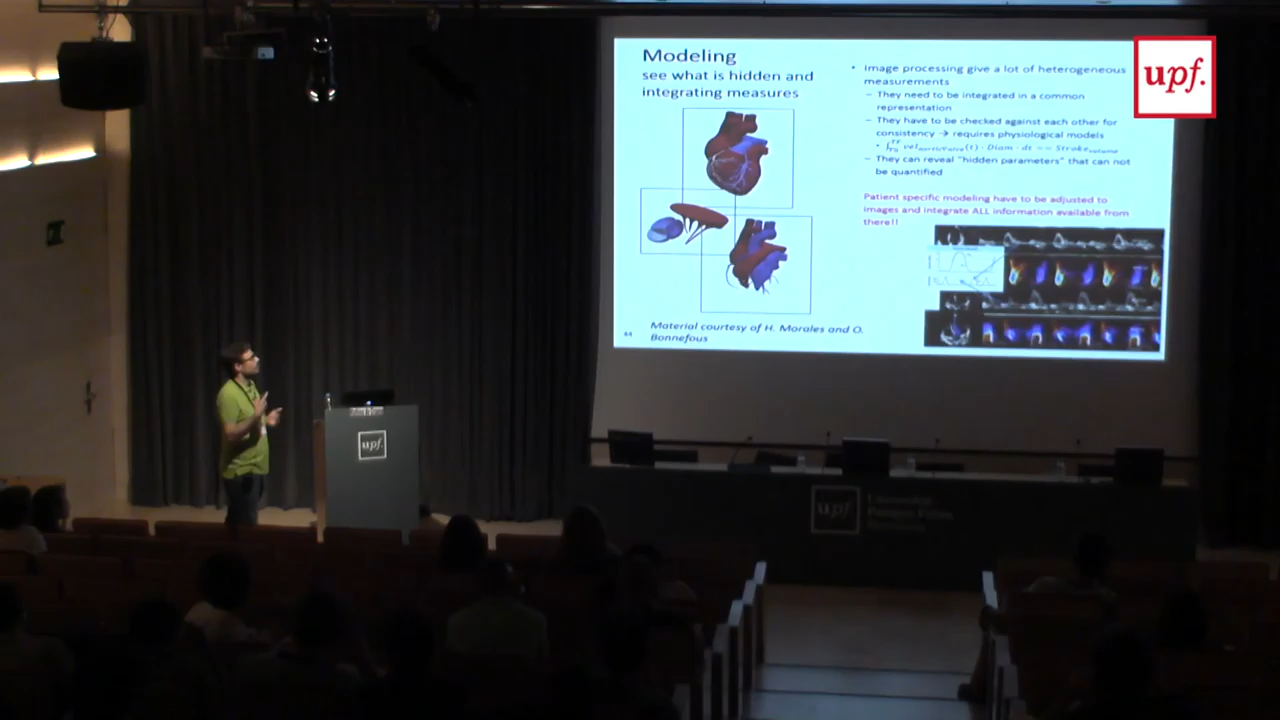 Modeling
see what is hidden and
integrating measures
• Image processing give a lot of heterogeneous
measurements
– They need to be integrated in a common
representation
– They have to be checked against each other for
consistency → requires physiological models
– They can reveal "hidden parameters" that can not
be quantified
Patient specific modeling have to be adjusted to
images and integrate ALL information available from
there!!
Material courtesy of H. Morales and O.
Bonnefous
upf.
upf.
upf.